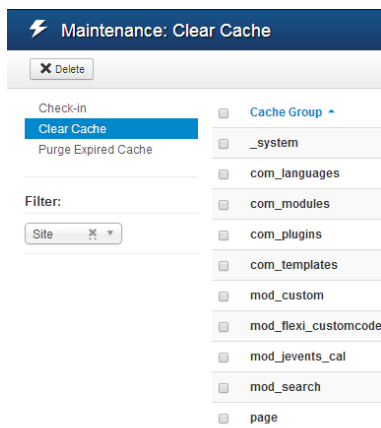 Maintenance: Clear Cache
Delete
Check-in
Clear Cache
Purge Expired Cache
Filter:
Site
Cache Group
_system
com_languages
com_modules
com_plugins
com_templates
mod_custom
mod_flexi_customcode
mod_jevents_cal
mod_search
page